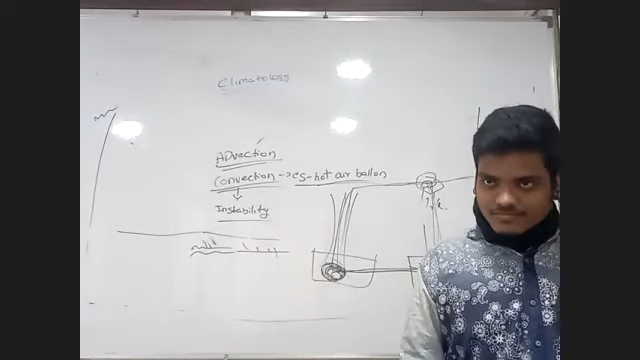 Climatology
ADvection
Convection → es-hot air ballon
Instability